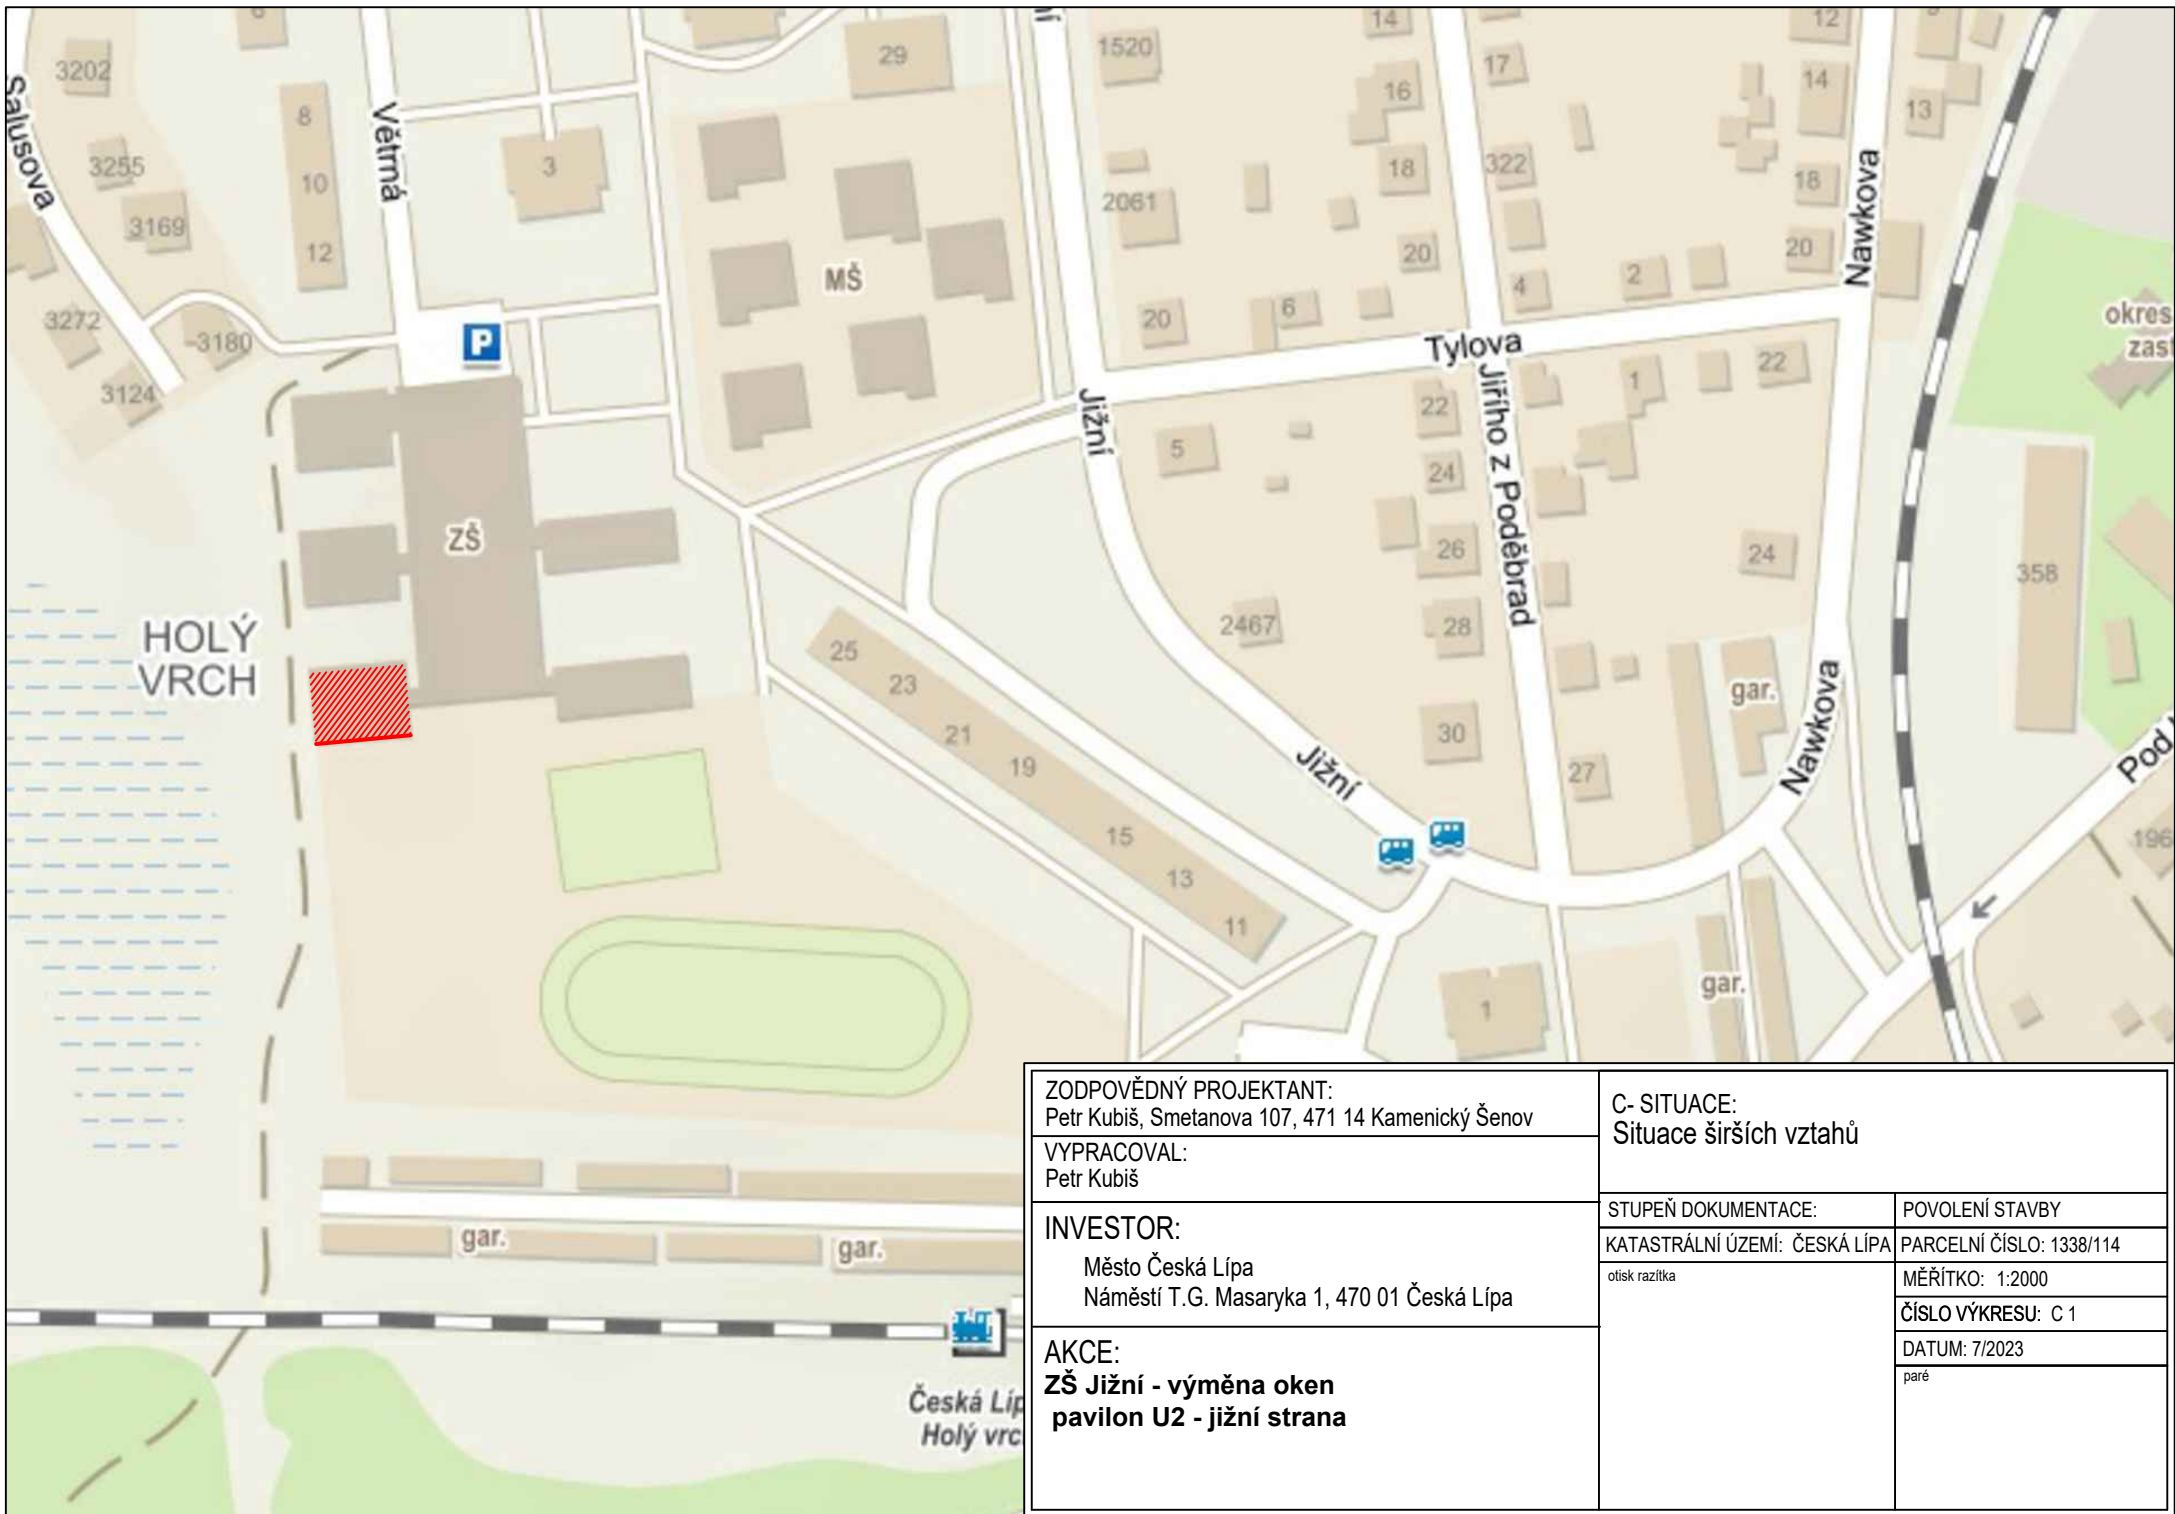 3202
8
29
1520
14
17
12
14
13
Salusova
Větrná
16
3255
10
3
18
322
18
Nawkova
3169
12
2061
20
4
2
20
MŠ
3272
3180
P
20
6
Tylova
okres
zast
3124
Jižní
22
Jiřího z Poděbrad
1
22
5
24
ZŠ
26
24
358
HOLÝ
VRCH
2467
28
25
23
gar.
21
30
Nawkova
19
Jižní
27
Pod
15
13
196
11
gar.
1
gar.
gar.
Česká Líp
Holý vrc
ZODPOVĚDNÝ PROJEKTANT:
Petr Kubiš, Smetanova 107, 471 14 Kamenický Šenov
VYPRACOVAL:
Petr Kubiš
INVESTOR:
Město Česká Lípa
Náměstí T.G. Masaryka 1, 470 01 Česká Lípa
AKCE:
ZŠ Jižní - výměna oken
pavilon U2 - jižní strana
C- SITUACE:
Situace širších vztahů
STUPEŇ DOKUMENTACE:
POVOLENÍ STAVBY
KATASTRÁLNÍ ÚZEMÍ: ČESKÁ LÍPA
PARCELNÍ ČÍSLO: 1338/114
otisk razítka
MĚŘÍTKO: 1:2000
ČÍSLO VÝKRESU: C 1
DATUM: 7/2023
paré